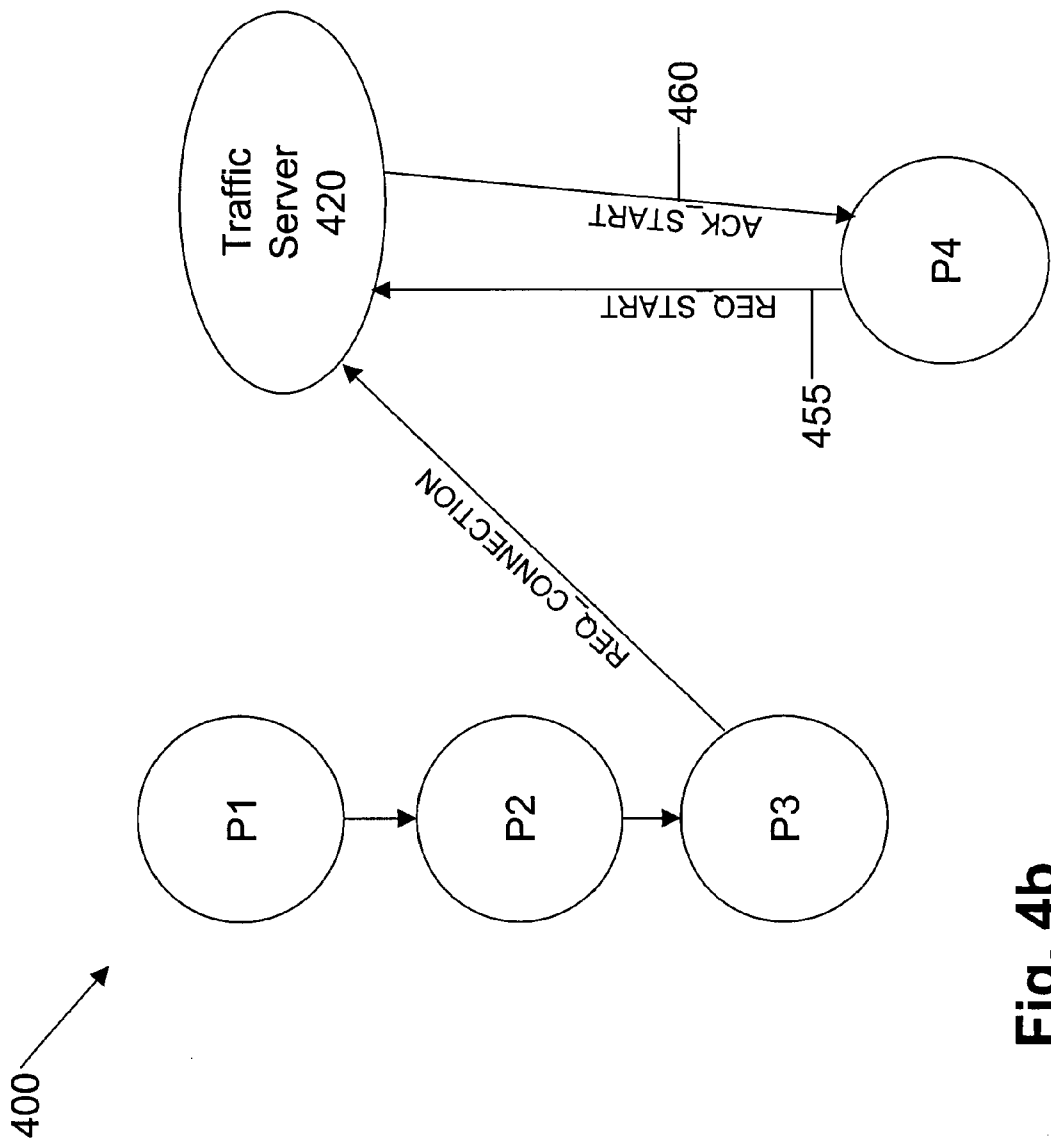 400
P1
P2
P3
REQ_CONNECTION
Traffic
Server
420
REQ_START
455
ACK_START
460
P4
Fig. 4b